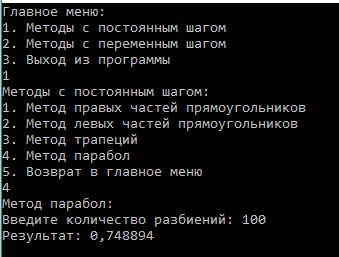 Главное меню:
1. Методы с постоянным шагом
2. Методы с переменным шагом
3. Выход из программы
1
Методы с постоянным шагом:
1. Метод правых частей прямоугольников
2. Метод левых частей прямоугольников
3. Метод трапеций
4. Метод парабол
5. Возврат в главное меню
4
Метод парабол:
Введите количество разбиений: 100
Результат: 0,748894